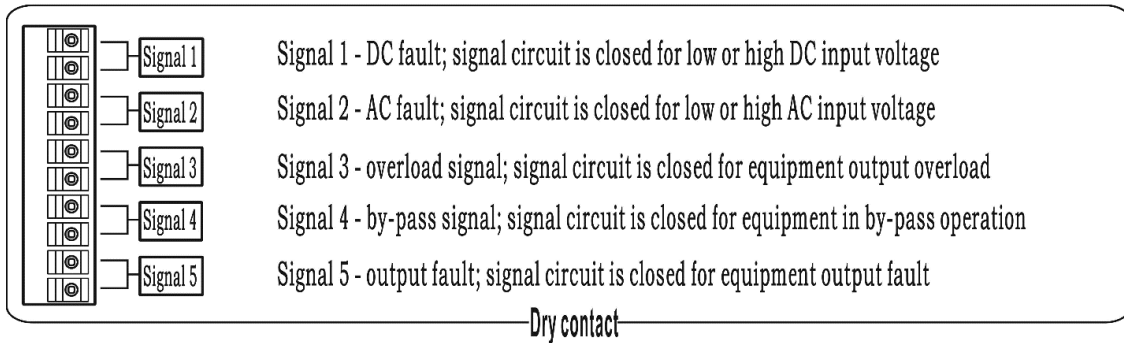 Signal 1 Signal 1 - DC fault; signal circuit is closed for low or high DC input voltage
Signal 2 Signal 2 - AC fault; signal circuit is closed for low or high AC input voltage
Signal 3 Signal 3 - overload signal; signal circuit is closed for equipment output overload
Signal 4 Signal 4 - by-pass signal; signal circuit is closed for equipment in by-pass operation
Signal 5 Signal 5 - output fault; signal circuit is closed for equipment output fault
Dry contact